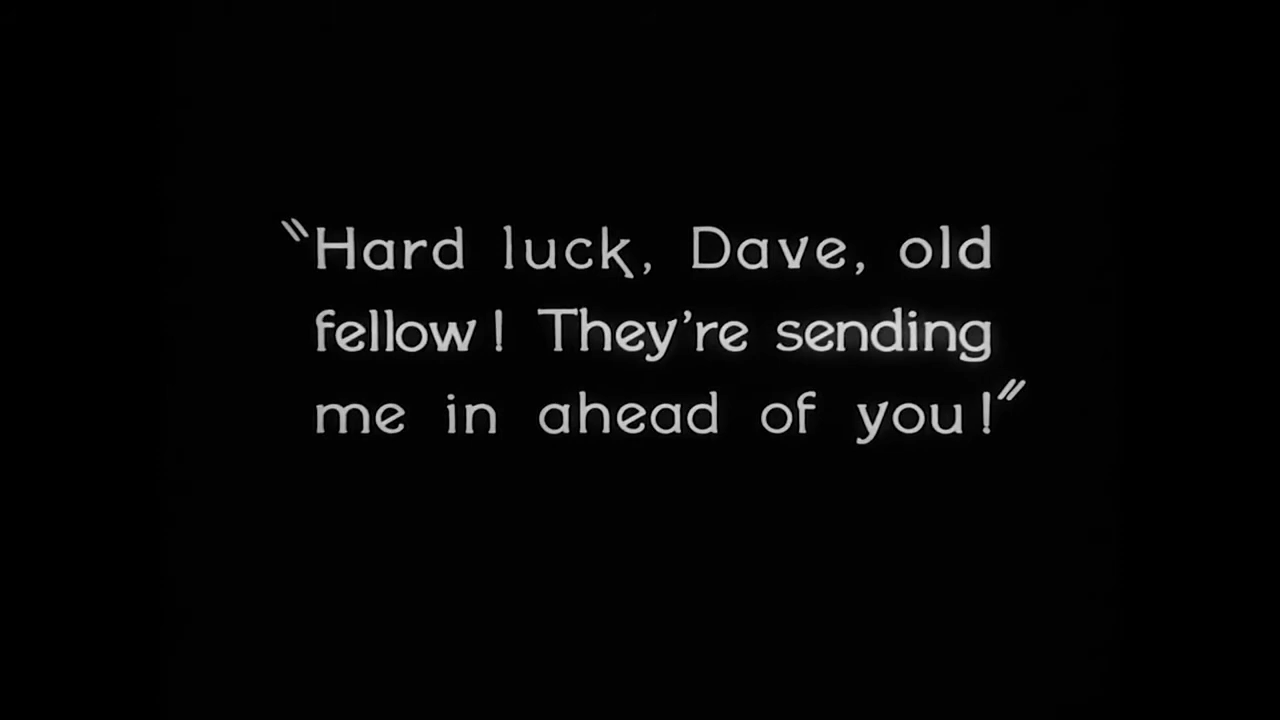 "Hard luck, Dave, old
fellow! They're sending
me in ahead of you!"